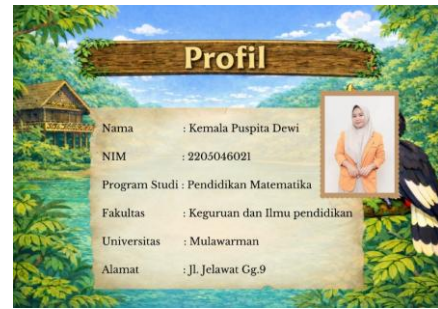 Profil
Nama : Kemala Puspita Dewi
NIM : 2205046021
Program Studi : Pendidikan Matematika
Fakultas : Keguruan dan Ilmu pendidikan
Universitas : Mulawarman
Alamat : Jl. Jelawat Gg.9